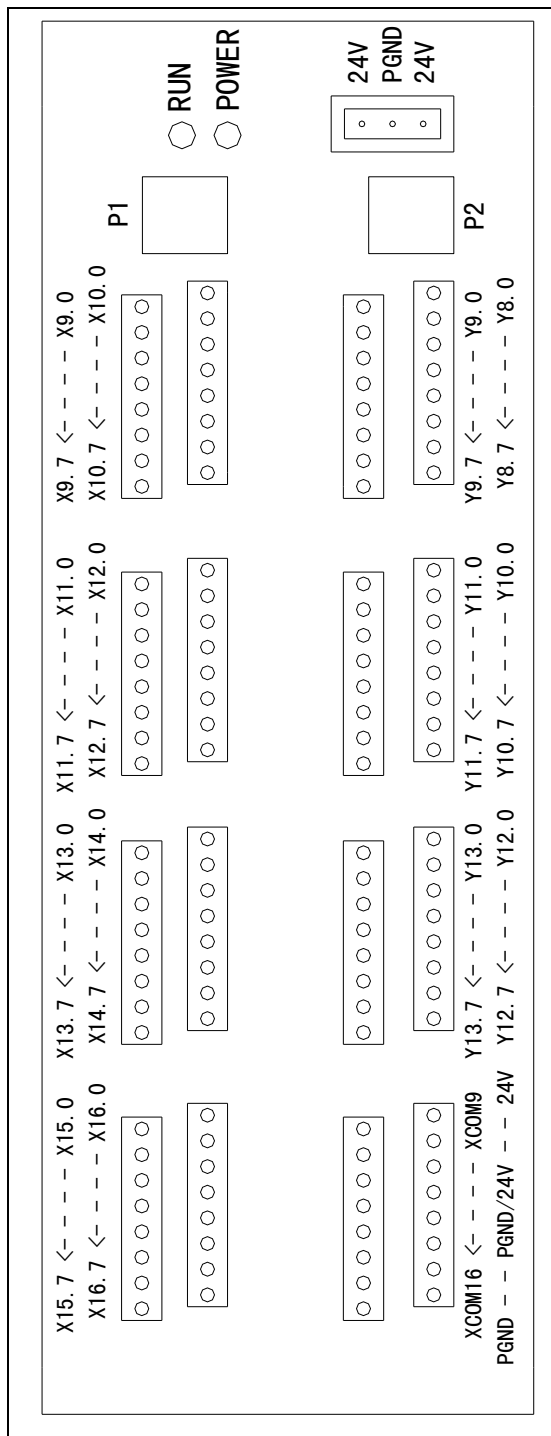 RUN
POWER
24V
PGND
24V
P1
P2
X9.7 <---- X9.0
X10.7 <---- X10.0
Y9.7 <---- Y9.0
Y8.7 <---- Y8.0
X11.7 <---- X11.0
X12.7 <---- X12.0
Y11.7 <---- Y11.0
Y10.7 <---- Y10.0
X13.7 <---- X13.0
X14.7 <---- X14.0
Y13.7 <---- Y13.0
Y12.7 <---- Y12.0
X15.7 <---- X15.0
X16.7 <---- X16.0
XCOM16 <---- XCOM9
PGND -- PGND/24V -- 24V